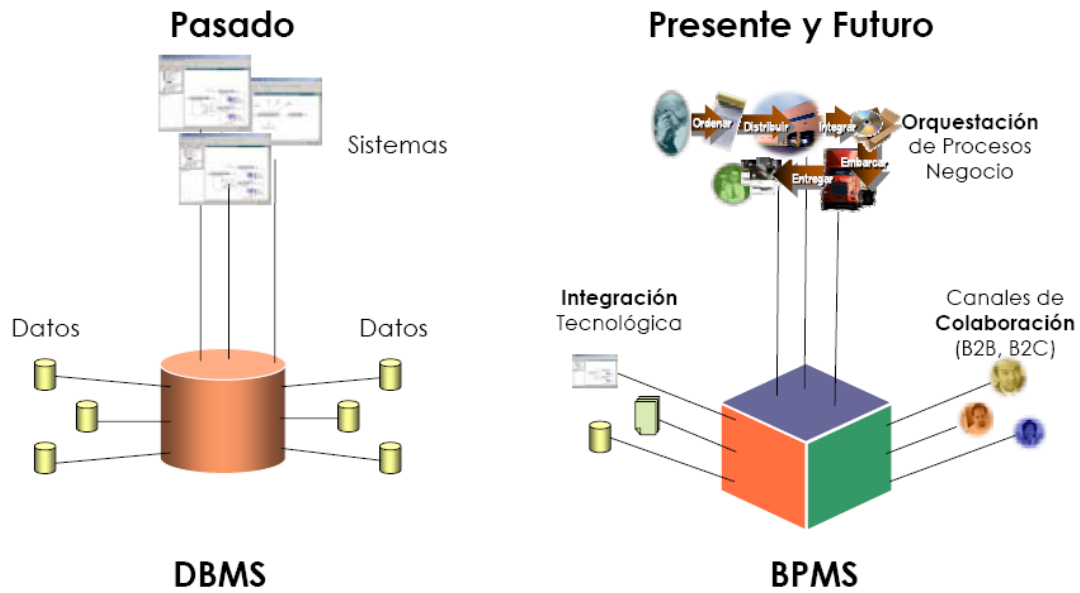 Pasado
Sistemas
Datos
Datos
DBMS
Presente y Futuro
Ordenar
Distribuir
Integrar
Embarcar
Entregar
Orquestación
de Procesos
Negocio
Integración
Tecnológica
Canales de
Colaboración
(B2B, B2C)
BPMS